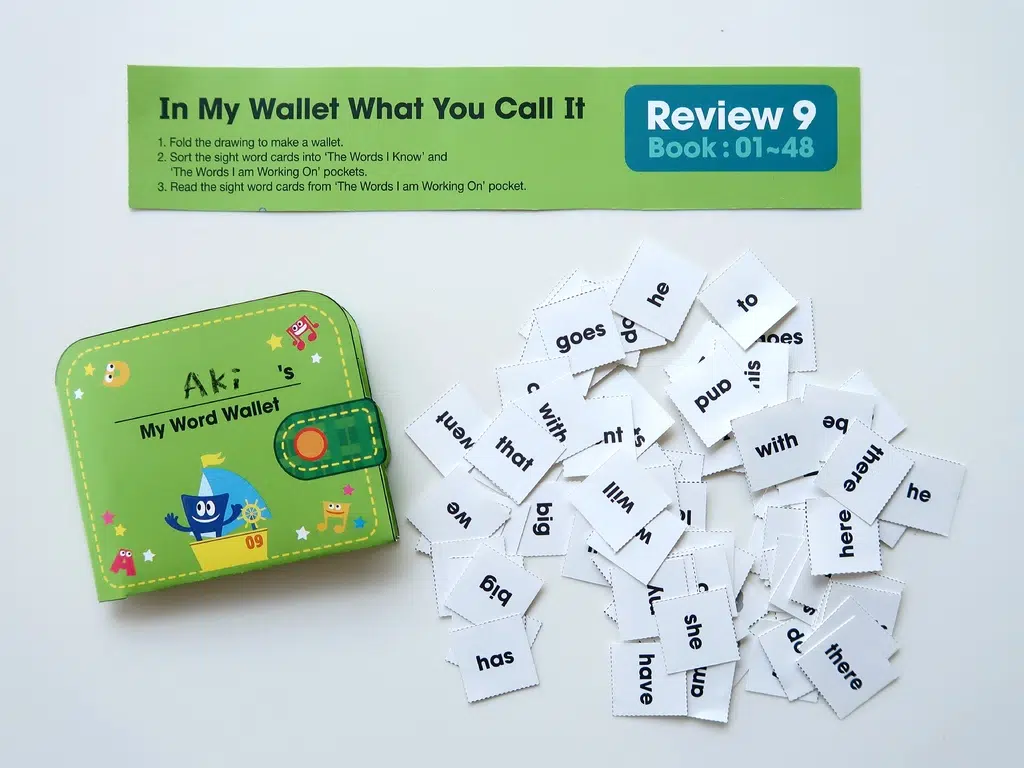 In My Wallet What You Call It
1. Fold the drawing to make a wallet.
2. Sort the sight word cards into ‘The Words I Know’ and
‘The Words I am Working On’ pockets.
3. Read the sight word cards from ‘The Words I am Working On’ pocket.
Review 9
Book : 01~48
Aki 's
My Word Wallet
09
A
he
to
goes
and
with
that
went
with
be
there
he
will
we
big
here
big
she
has
have
there